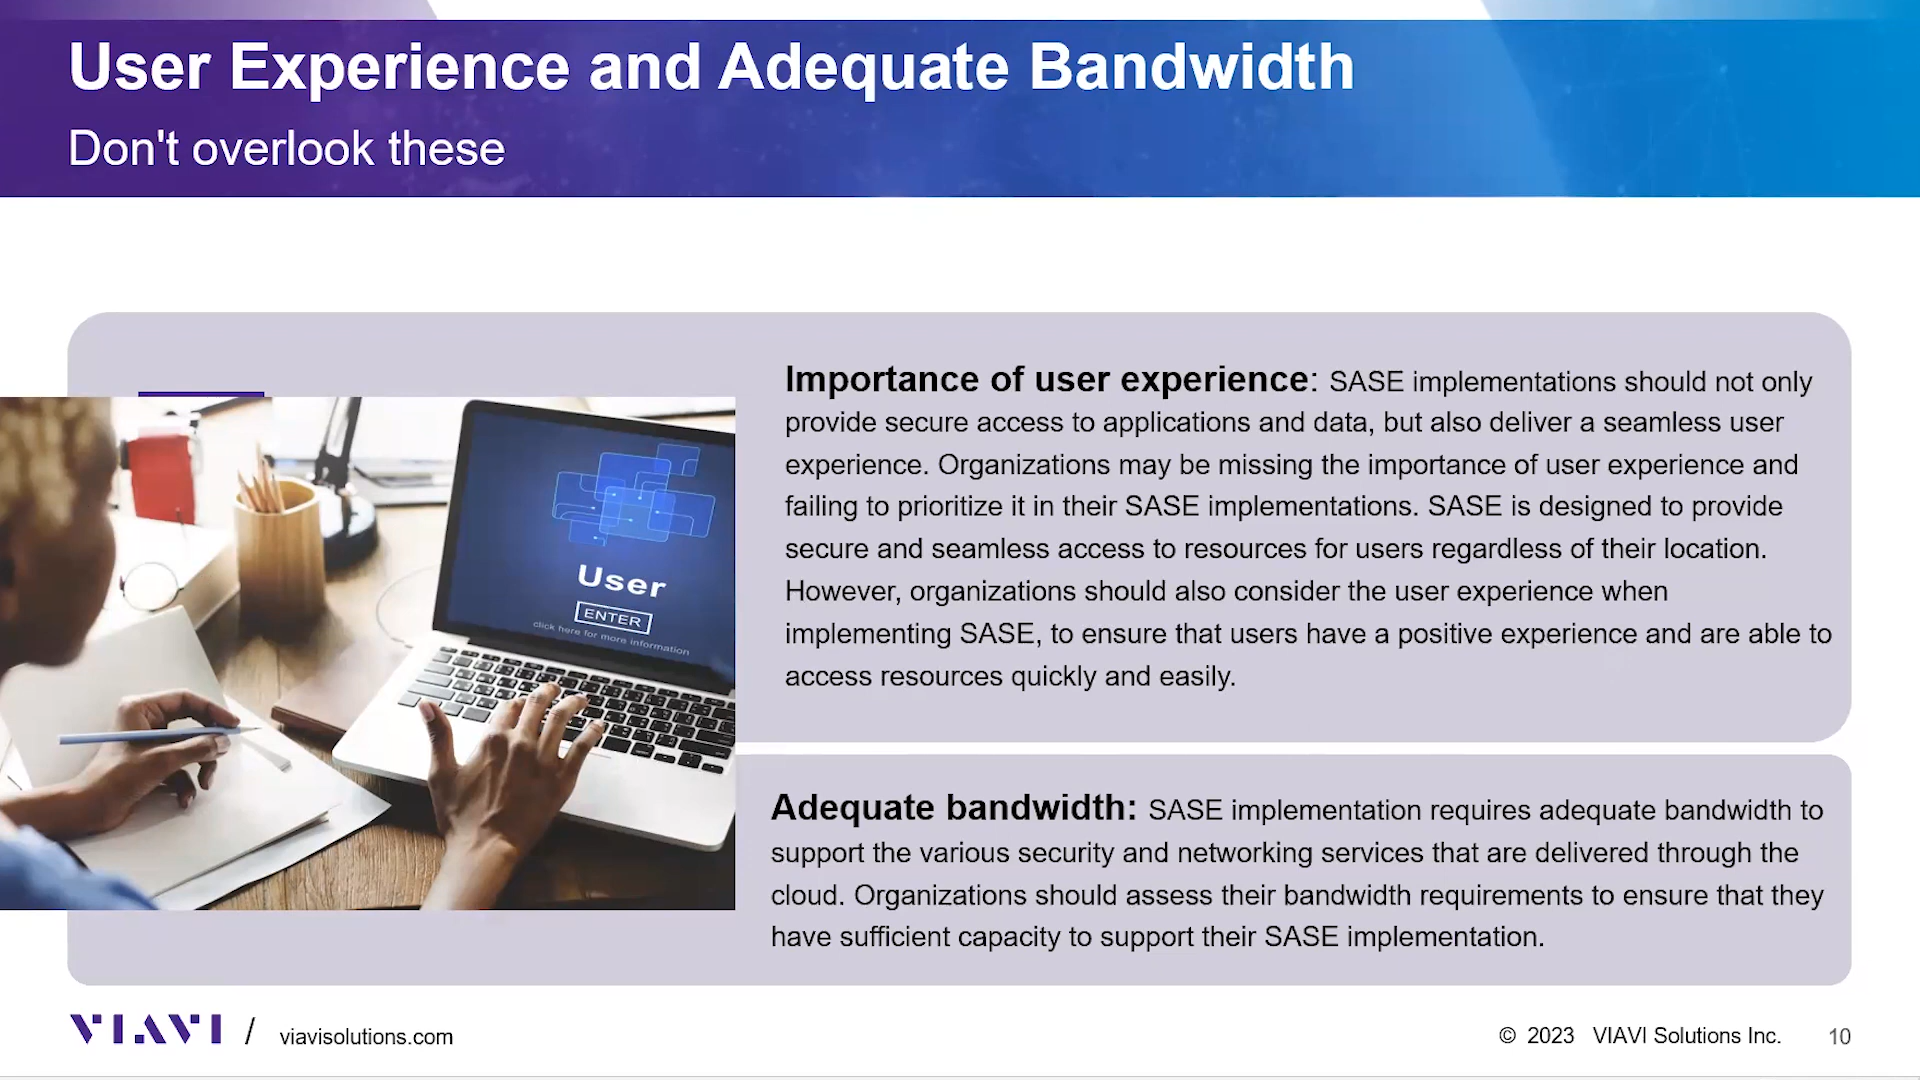 User Experience and Adequate Bandwidth
Don't overlook these
Importance of user experience: SASE implementations should not only
provide secure access to applications and data, but also deliver a seamless user
experience. Organizations may be missing the importance of user experience and
failing to prioritize it in their SASE implementations. SASE is designed to provide
secure and seamless access to resources for users regardless of their location.
However, organizations should also consider the user experience when
implementing SASE, to ensure that users have a positive experience and are able to
access resources quickly and easily.
User
ENTER
click here for more information
Adequate bandwidth: SASE implementation requires adequate bandwidth to
support the various security and networking services that are delivered through the
cloud. Organizations should assess their bandwidth requirements to ensure that they
have sufficient capacity to support their SASE implementation.
VIAVI / viavisolutions.com
© 2023 VIAVI Solutions Inc. 10